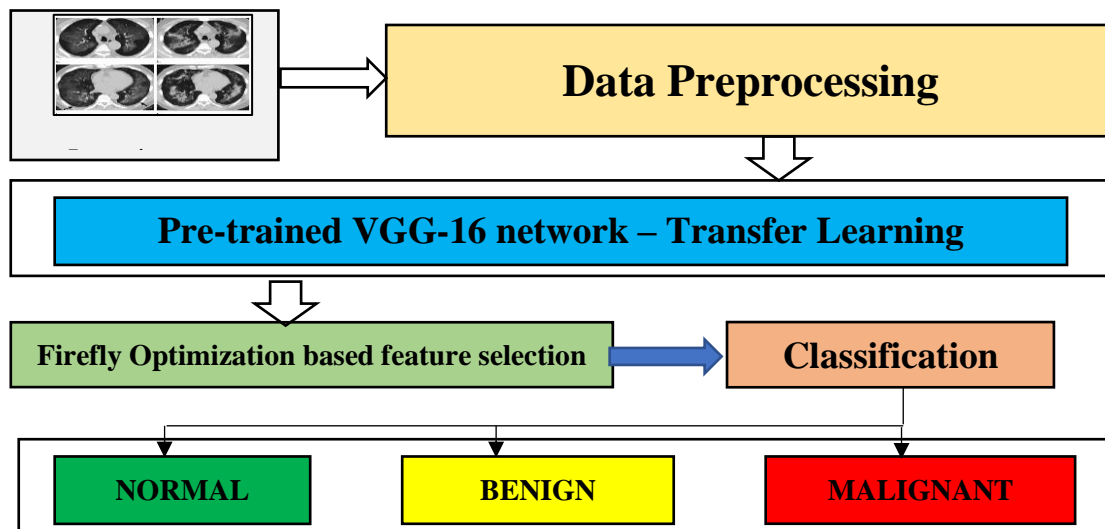 Data Preprocessing
Pre-trained VGG-16 network – Transfer Learning
Firefly Optimization based feature selection
Classification
NORMAL
BENIGN
MALIGNANT